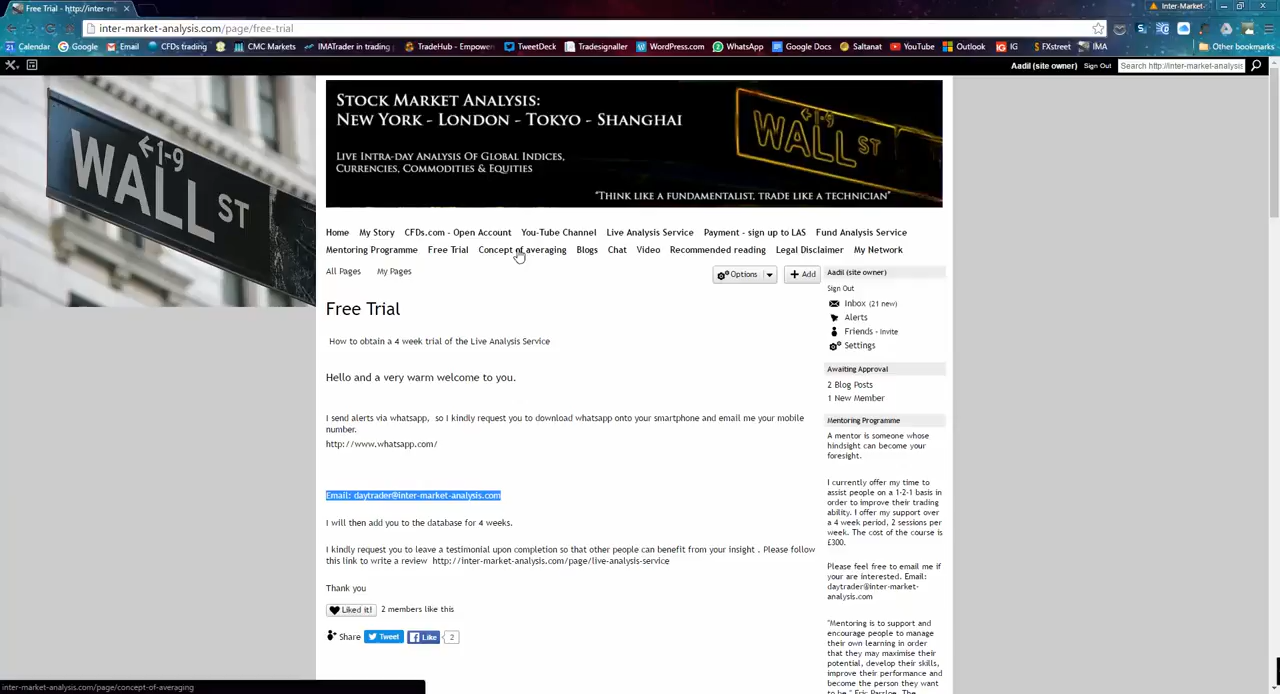 Free Trial - http://inter-m
Inter-Market
inter-market-analysis.com/page/free-trial
Calendar Google Email CFDs trading CMC Markets IMATrader in trading TradeHub - Empower TweetDeck Tradesignaller WordPress.com WhatsApp Google Docs Saltanat YouTube Outlook IG FXstreet IMA Other bookmarks
Aadil (site owner) Sign Out Search http://inter-market-analysis
WALL ST
←1-9
STOCK MARKET ANALYSIS:
NEW YORK - LONDON - TOKYO - SHANGHAI
LIVE INTRA-DAY ANALYSIS OF GLOBAL INDICES,
CURRENCIES, COMMODITIES & EQUITIES
"THINK LIKE A FUNDAMENTALIST, TRADE LIKE A TECHNICIAN"
←1-9
WALL ST
Home My Story CFDs.com - Open Account You-Tube Channel Live Analysis Service Payment - sign up to LAS Fund Analysis Service
Mentoring Programme Free Trial Concept of averaging Blogs Chat Video Recommended reading Legal Disclaimer My Network
All Pages My Pages
Options + Add
Free Trial
How to obtain a 4 week trial of the Live Analysis Service
Hello and a very warm welcome to you.
I send alerts via whatsapp, so I kindly request you to download whatsapp onto your smartphone and email me your mobile
number.
http://www.whatsapp.com/
Email: daytrader@inter-market-analysis.com
I will then add you to the database for 4 weeks.
I kindly request you to leave a testimonial upon completion so that other people can benefit from your insight . Please follow
this link to write a review http://inter-market-analysis.com/page/live-analysis-service
Thank you
Liked it! 2 members like this
Share Tweet Like 2
Aadil (site owner)
Sign Out
Inbox (21 new)
Alerts
Friends - Invite
Settings
Awaiting Approval
2 Blog Posts
1 New Member
Mentoring Programme
A mentor is someone whose
hindsight can become your
foresight.
I currently offer my time to
assist people on a 1-2-1 basis in
order to improve their trading
ability. I offer my support over
a 4 week period, 2 sessions per
week. The cost of the course is
£300.
Please feel free to email me if
your are interested. Email:
daytrader@inter-market-
analysis.com
"Mentoring is to support and
encourage people to manage
their own learning in order
that they may maximise their
potential, develop their skills,
improve their performance and
become the person they want
to be." Eric Parsloe, The
inter-market-analysis.com/page/concept-of-averaging